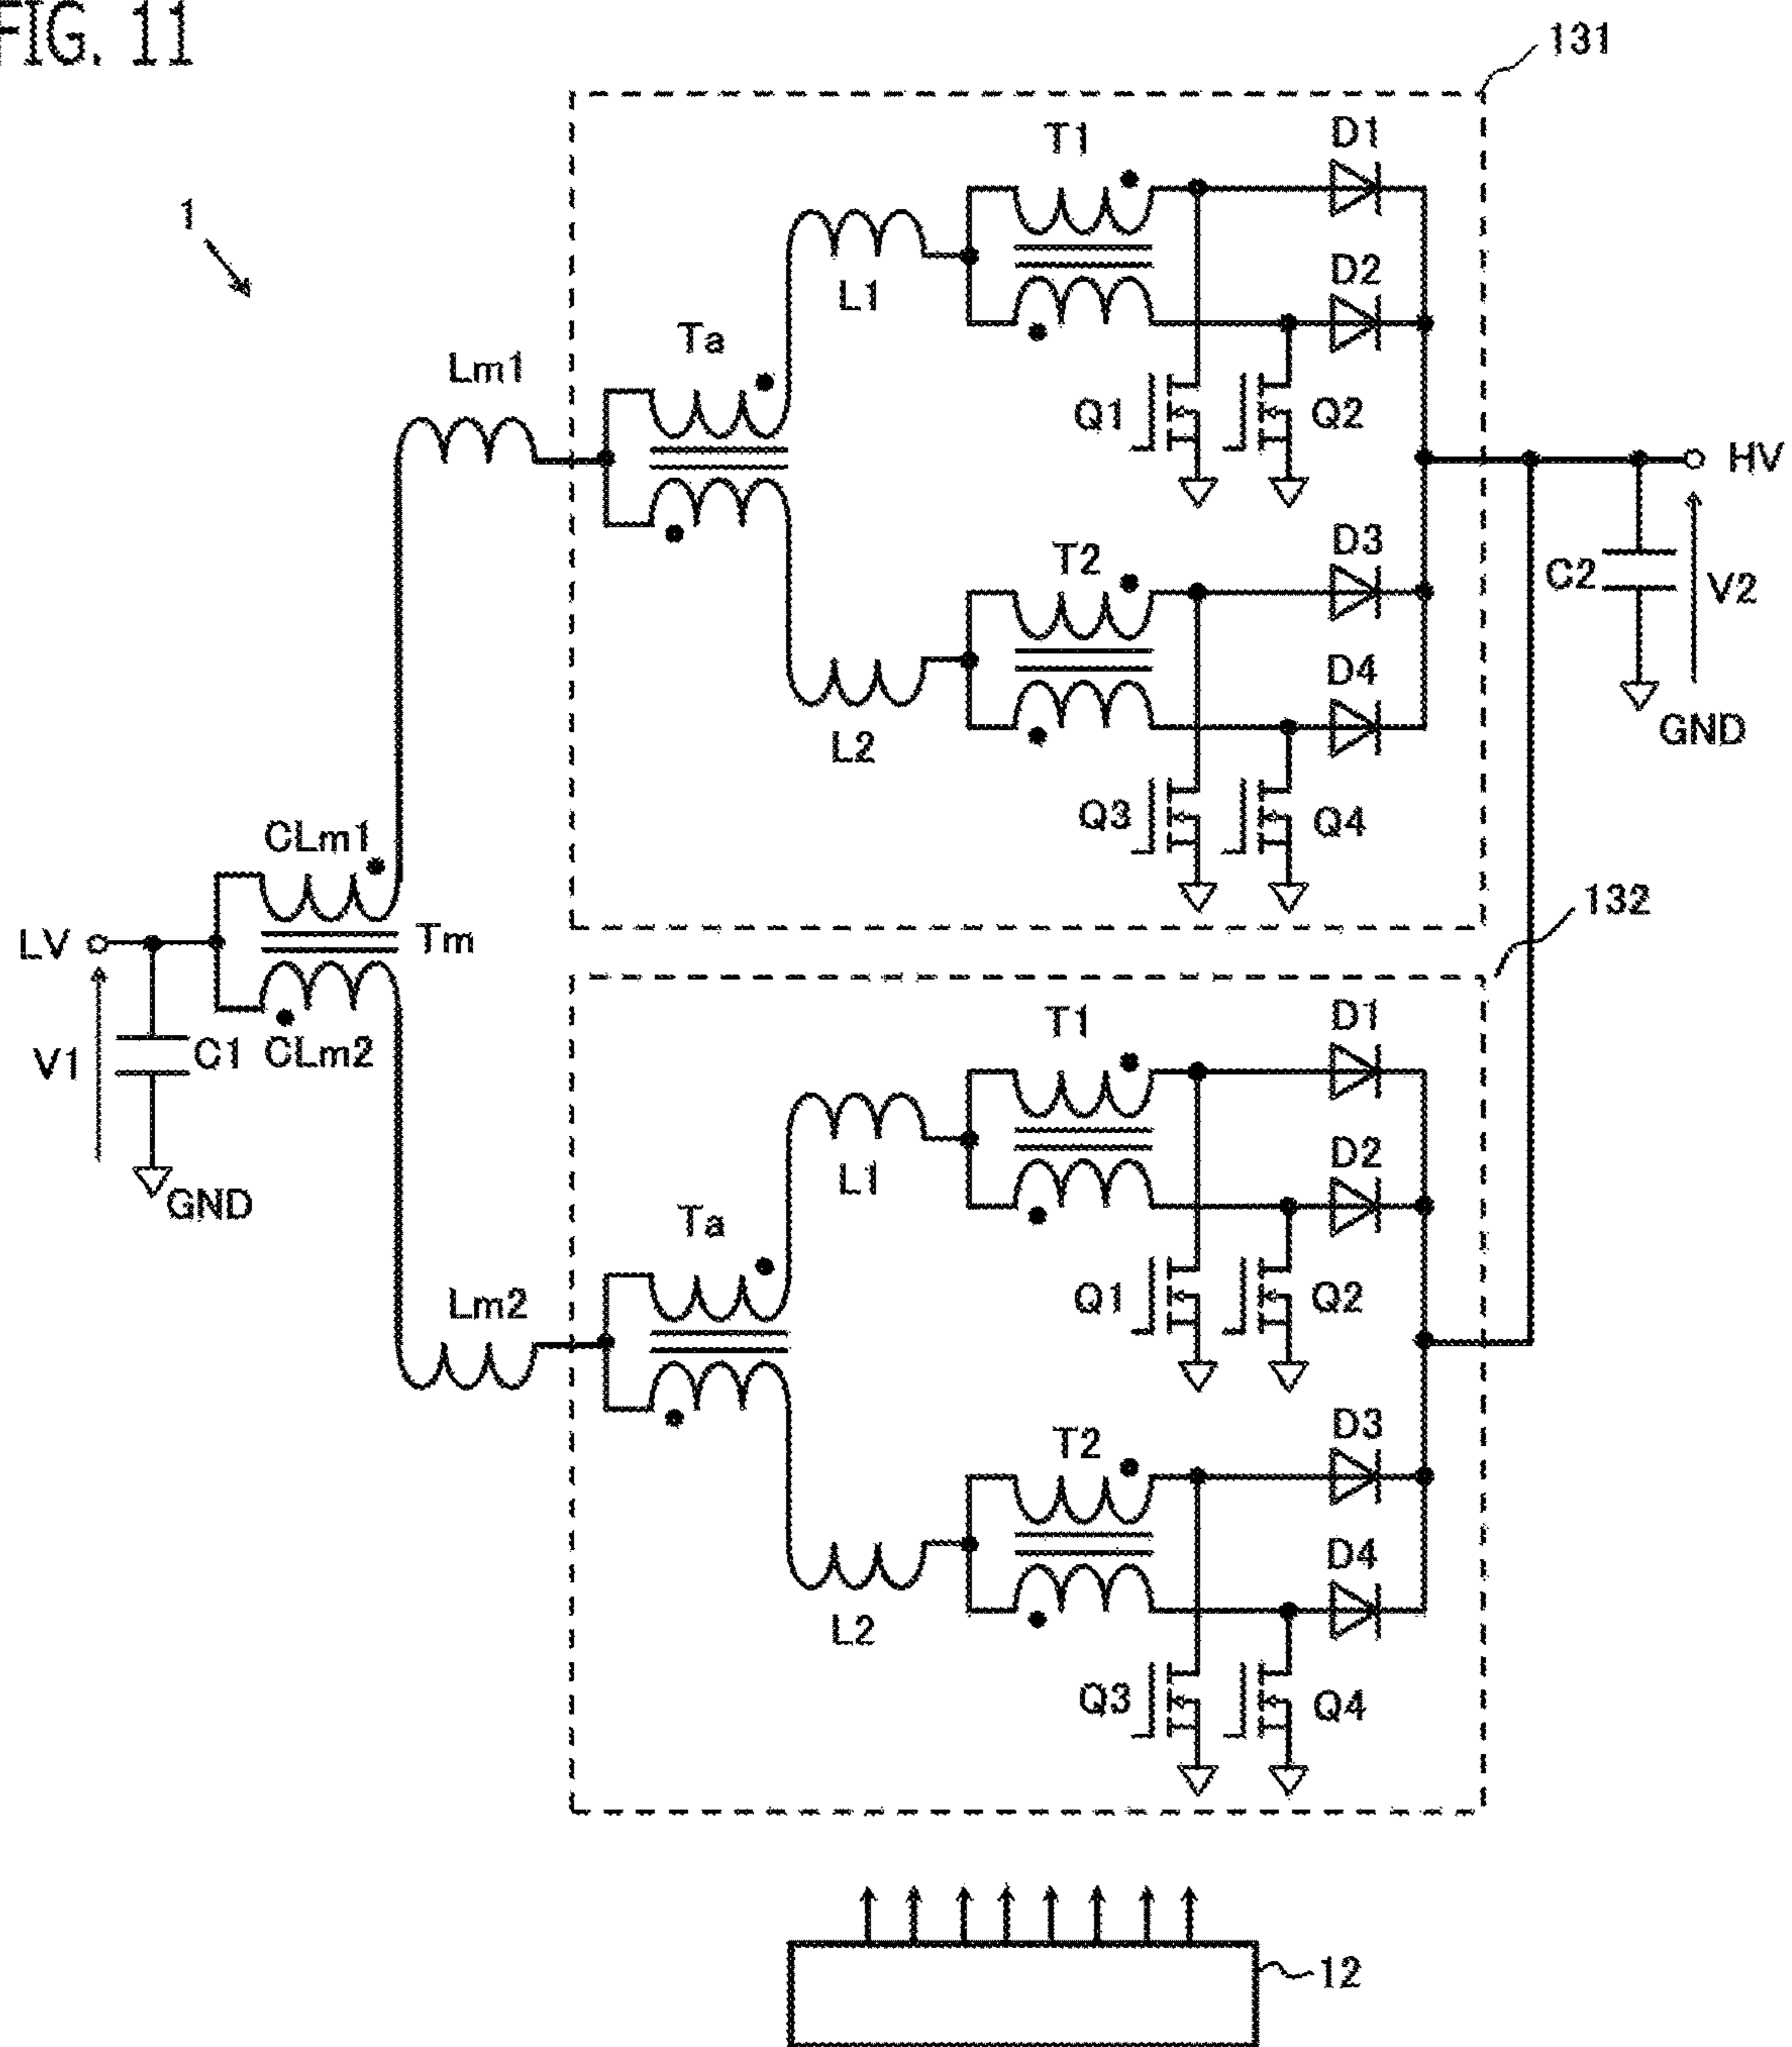 FIG. 11
131
1
T1
D1
D2
L1
Ta
Lm1
Q1
Q2
HV
T2
D3
C2
V2
D4
L2
GND
Q3
Q4
CLm1
132
LV
Tm
V1
C1
CLm2
GND
T1
D1
D2
L1
Ta
Lm2
Q1
Q2
T2
D3
D4
L2
Q3
Q4
12